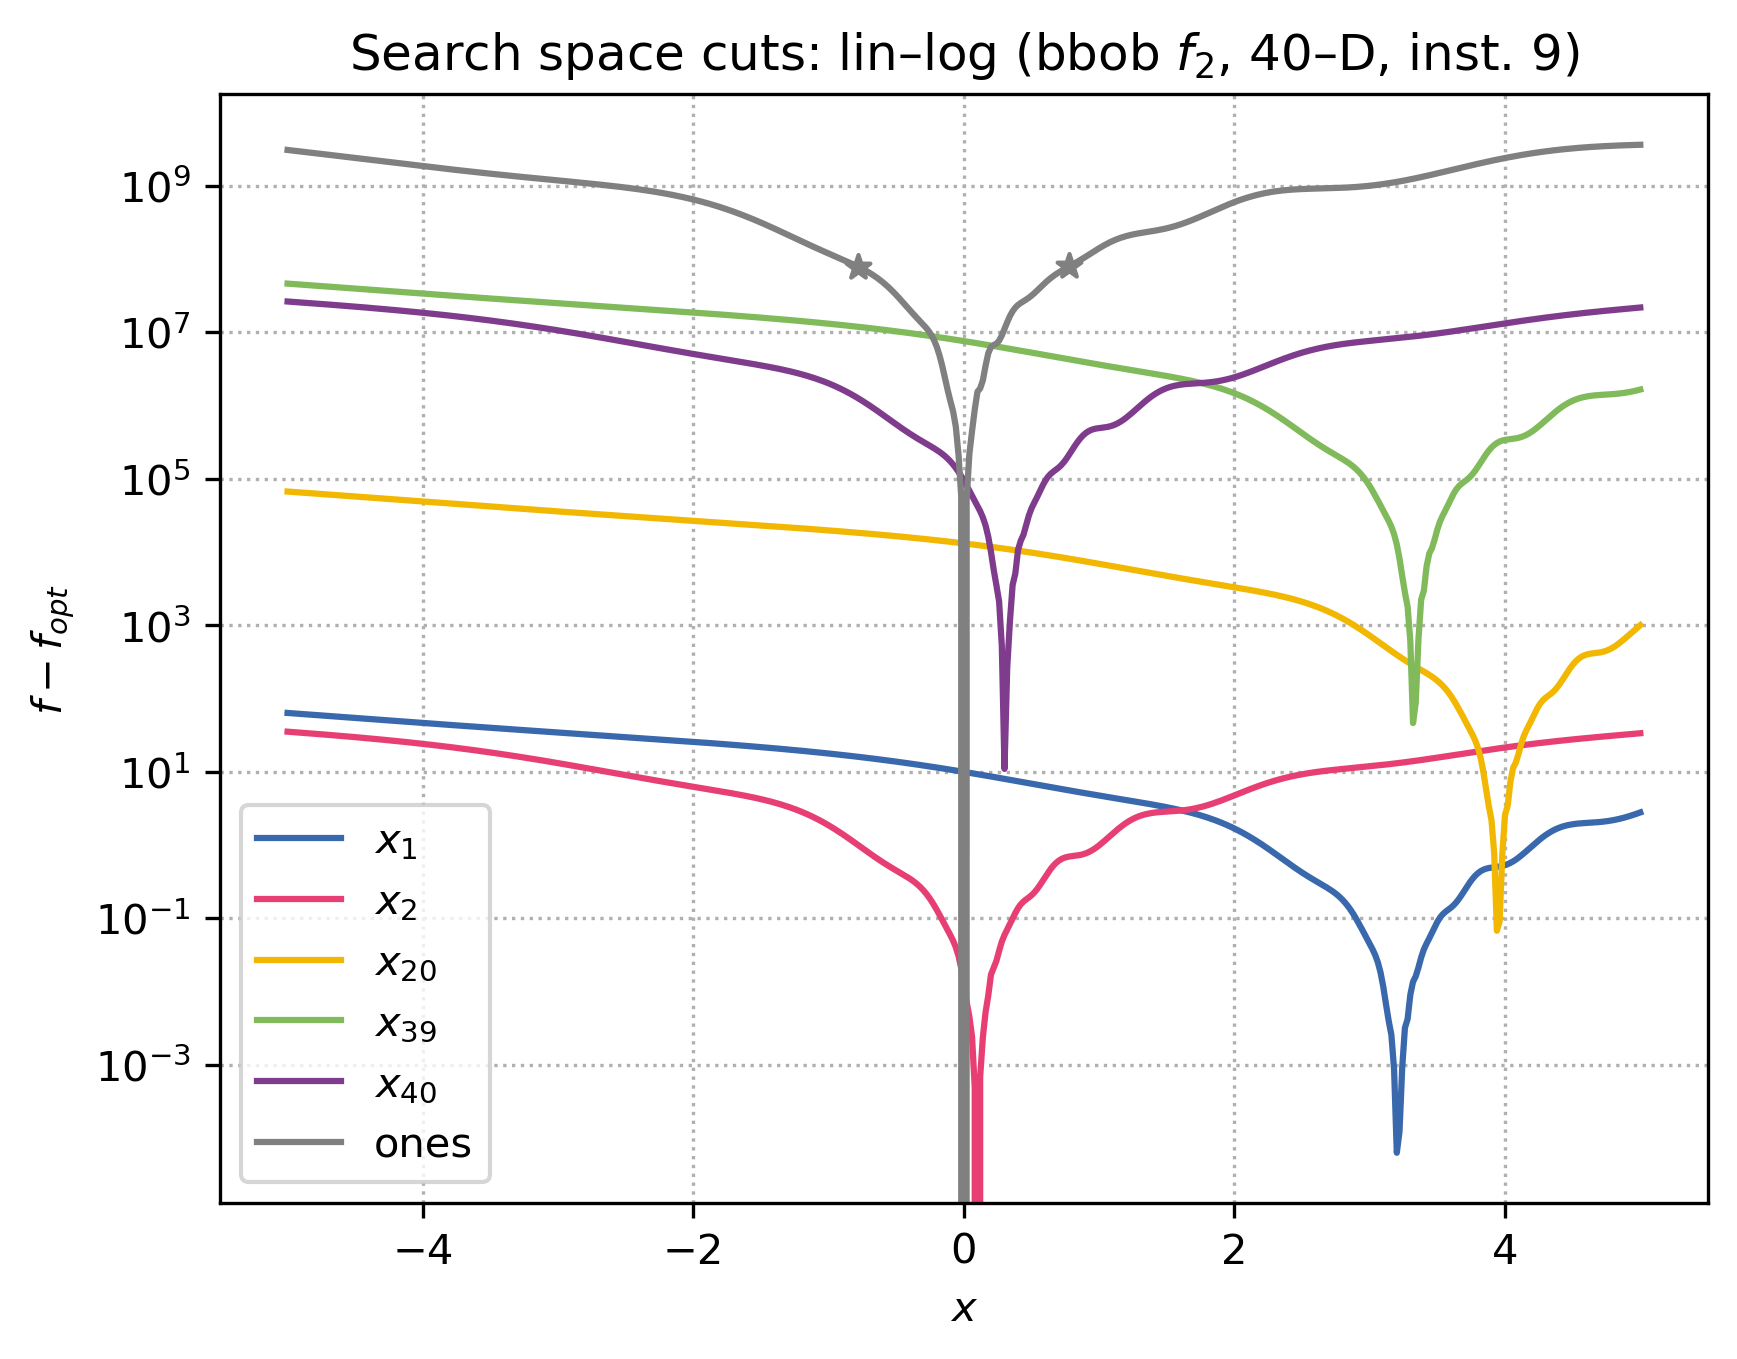 Search space cuts: lin–log (bbob f₂, 40–D, inst. 9)
f − fₒₚₜ
10⁹
10⁷
10⁵
10³
10¹
10⁻¹
10⁻³
x₁
x₂
x₂₀
x₃₉
x₄₀
ones
−4 −2 0 2 4
x